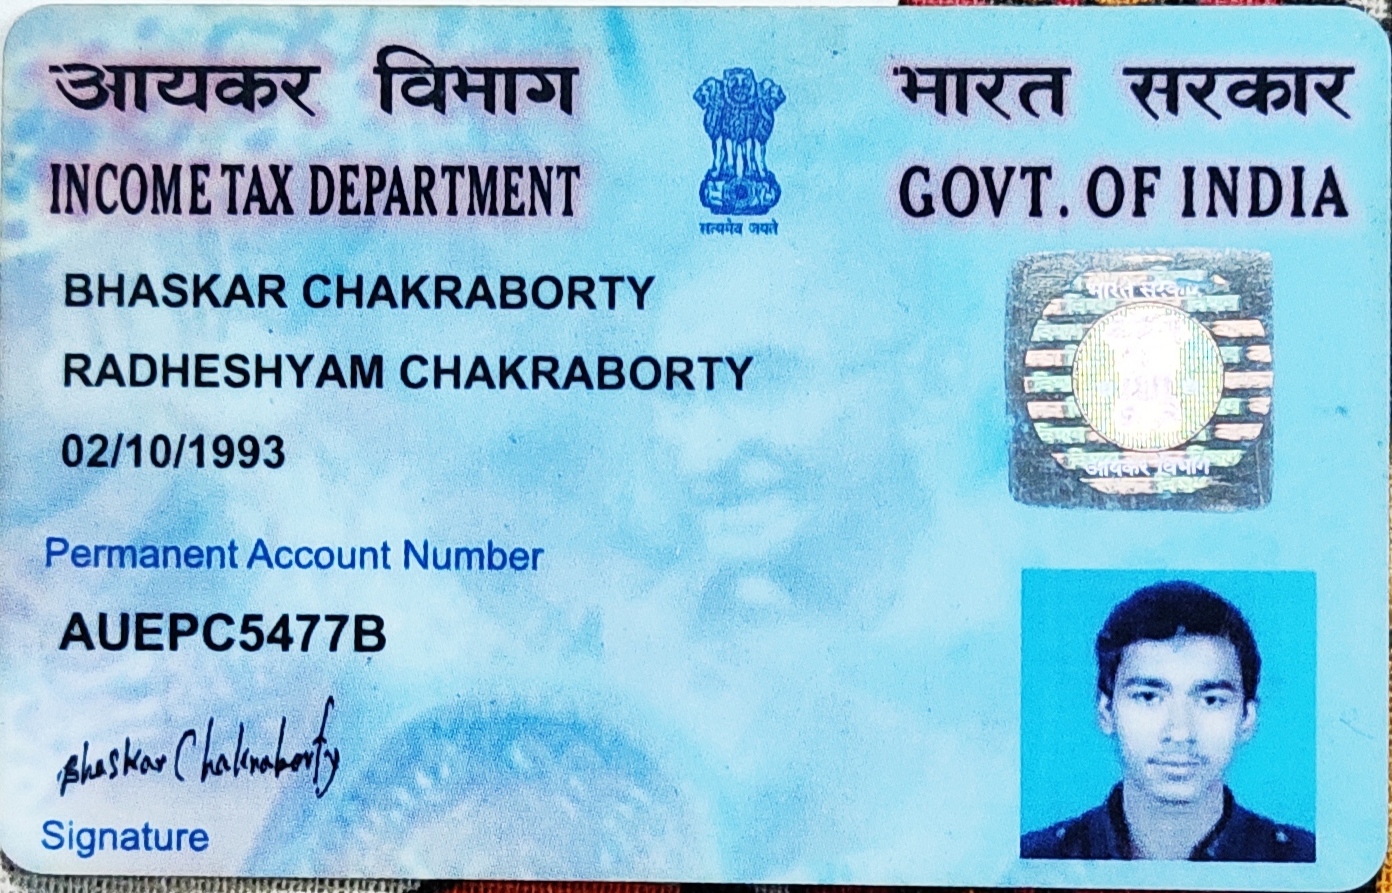 आयकर विभाग
भारत सरकार
INCOME TAX DEPARTMENT
GOVT. OF INDIA
सत्यमेव जयते
BHASKAR CHAKRABORTY
RADHESHYAM CHAKRABORTY
02/10/1993
भारत सरकार
आयकर विभाग
Permanent Account Number
AUEPC5477B
Bhaskar Chakraborty
Signature